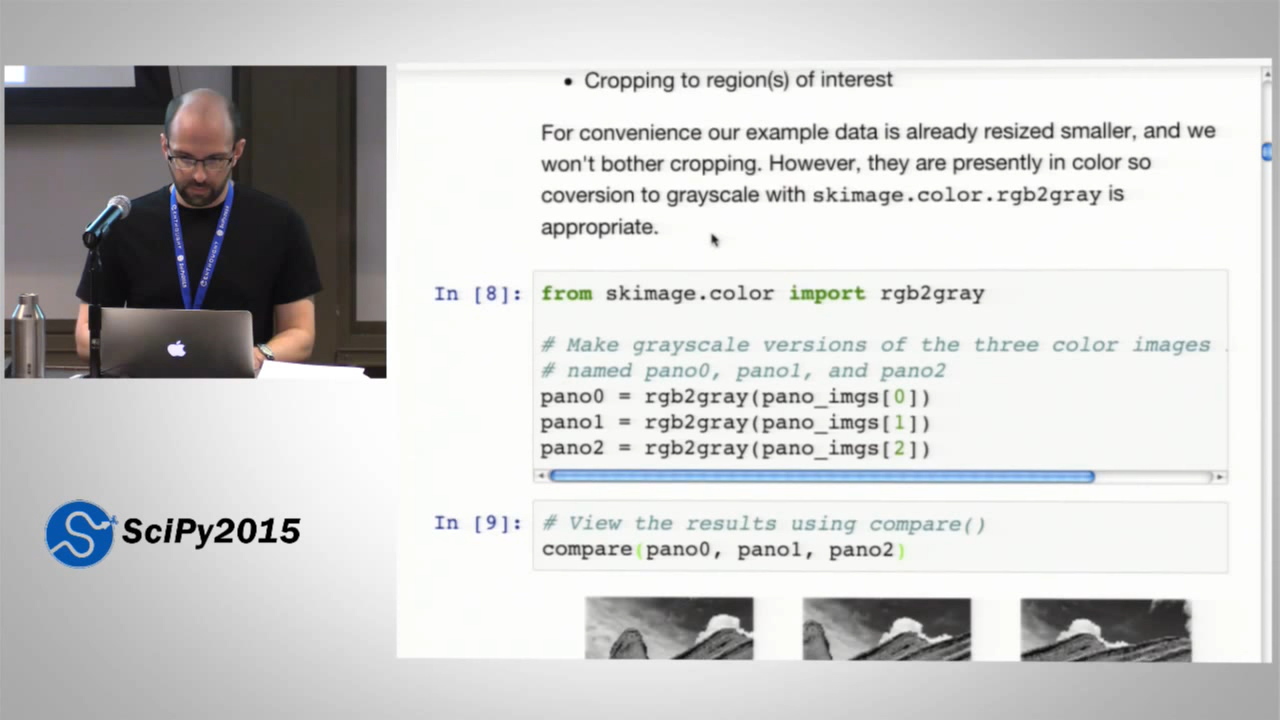 • Cropping to region(s) of interest
For convenience our example data is already resized smaller, and we
won't bother cropping. However, they are presently in color so
coversion to grayscale with skimage.color.rgb2gray is
appropriate.
In [8]: from skimage.color import rgb2gray
# Make grayscale versions of the three color images
# named pano0, pano1, and pano2
pano0 = rgb2gray(pano_imgs[0])
pano1 = rgb2gray(pano_imgs[1])
pano2 = rgb2gray(pano_imgs[2])
In [9]: # View the results using compare()
compare(pano0, pano1, pano2)
SciPy2015
ENTHOUGHT